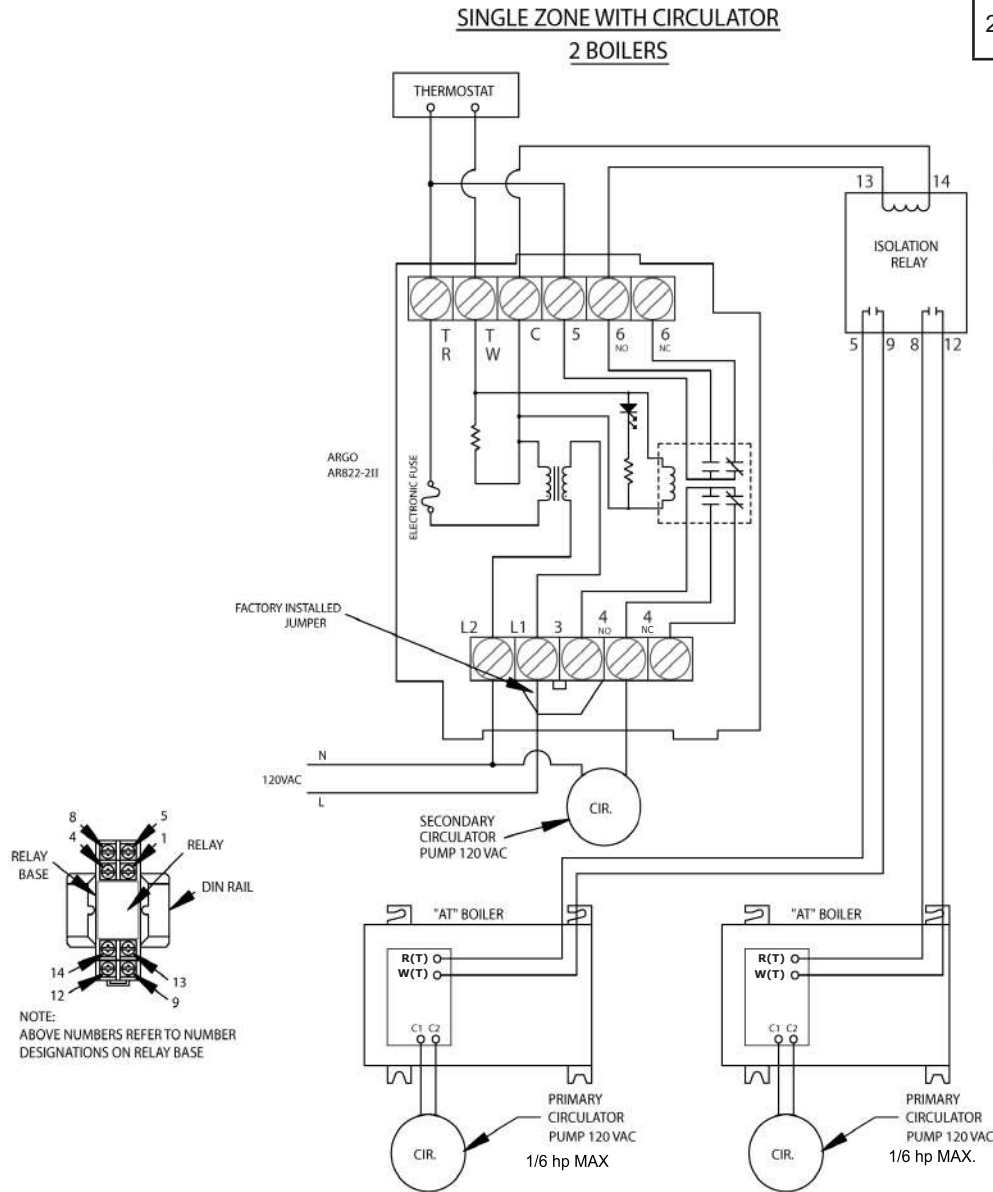 SINGLE ZONE WITH CIRCULATOR
2 BOILERS
2
THERMOSTAT
13
14
ISOLATION
RELAY
5
9
8
12
T
R
T
W
C
5
6
NO
6
NC
ARGO
AR822-2II
ELECTRONIC FUSE
FACTORY INSTALLED
JUMPER
L2
L1
3
4
NO
4
NC
N
120VAC
L
CIR.
SECONDARY
CIRCULATOR
PUMP 120 VAC
8
5
4
1
RELAY
BASE
RELAY
DIN RAIL
14
13
12
9
NOTE:
ABOVE NUMBERS REFER TO NUMBER
DESIGNATIONS ON RELAY BASE
"AT" BOILER
R(T)
W(T)
C1 C2
CIR.
PRIMARY
CIRCULATOR
PUMP 120 VAC
1/6 hp MAX
"AT" BOILER
R(T)
W(T)
C1 C2
CIR.
PRIMARY
CIRCULATOR
PUMP 120 VAC
1/6 hp MAX.